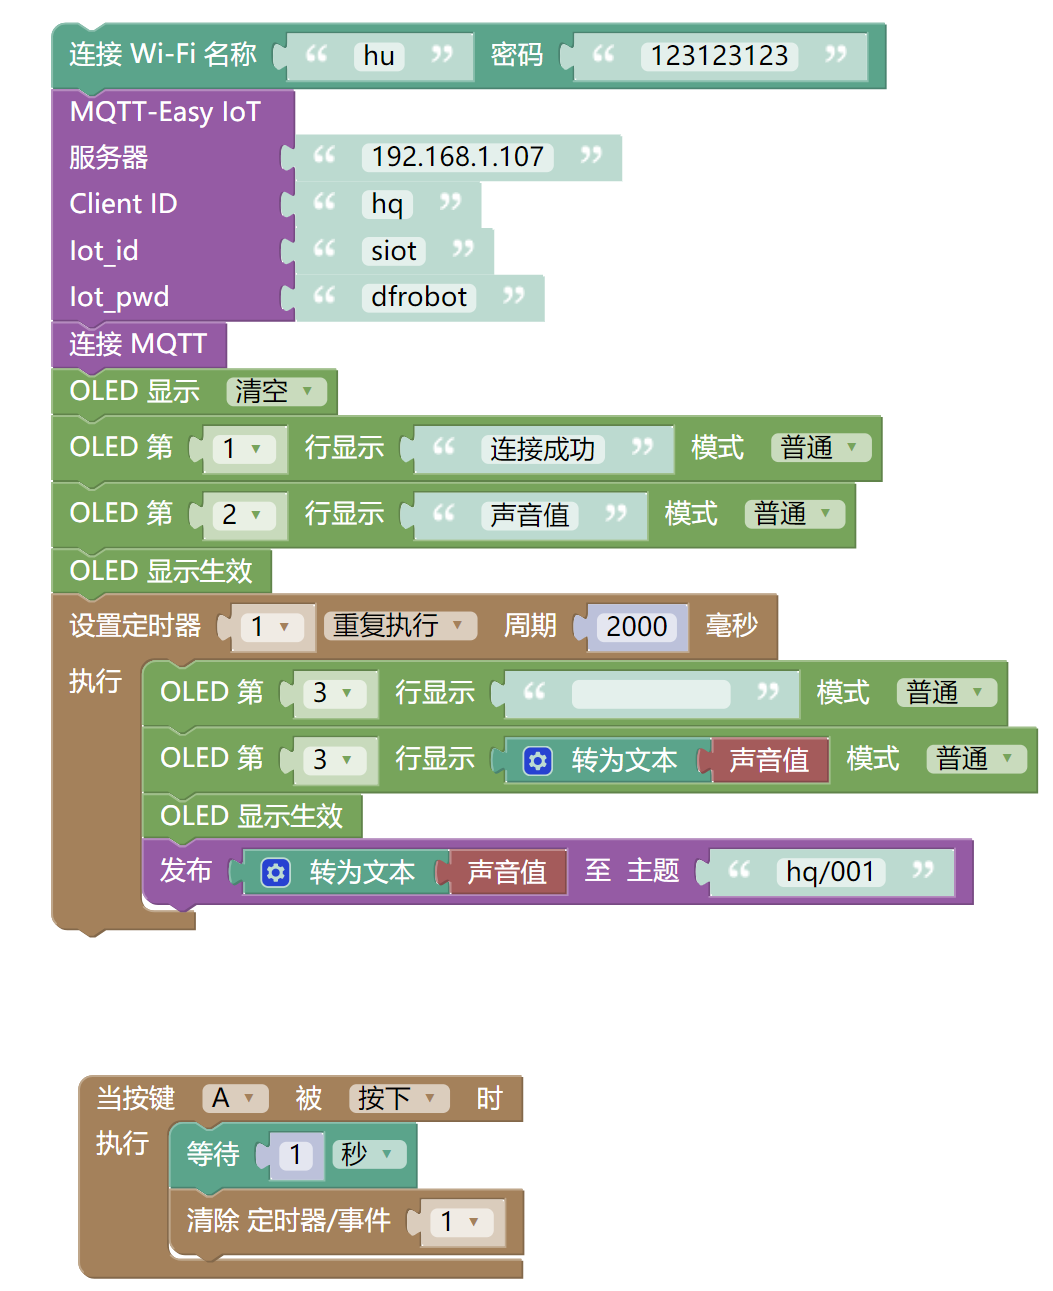 连接 Wi-Fi 名称 “ hu ” 密码 “ 123123123 ”
MQTT-Easy IoT
服务器 “ 192.168.1.107 ”
Client ID “ hq ”
Iot_id “ siot ”
Iot_pwd “ dfrobot ”
连接 MQTT
OLED 显示 清空
OLED 第 1 行显示 “ 连接成功 ” 模式 普通
OLED 第 2 行显示 “ 声音值 ” 模式 普通
OLED 显示生效
设置定时器 1 重复执行 周期 2000 毫秒
执行 OLED 第 3 行显示 “ ” 模式 普通
OLED 第 3 行显示 转为文本 声音值 模式 普通
OLED 显示生效
发布 转为文本 声音值 至 主题 “ hq/001 ”
当按键 A 被 按下 时
执行 等待 1 秒
清除 定时器/事件 1